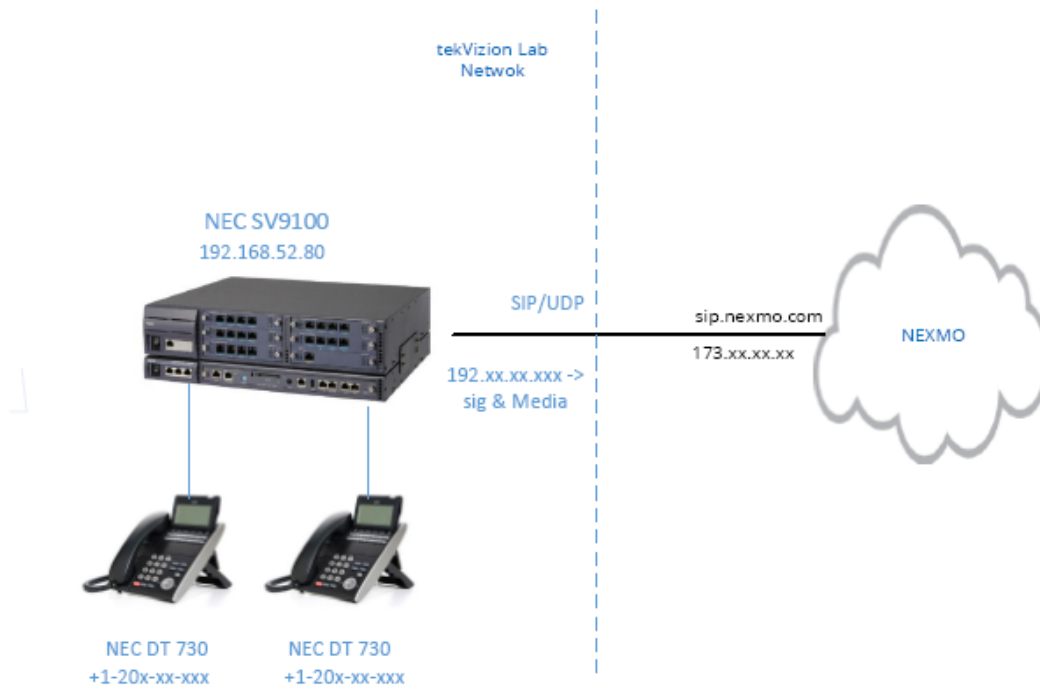 tekVizion Lab
Netwok
NEC SV9100
192.168.52.80
SIP/UDP
192.xx.xx.xxx ->
sig & Media
sip.nexmo.com
173.xx.xx.xx
NEXMO
NEC DT 730
+1-20x-xx-xxx
NEC DT 730
+1-20x-xx-xxx